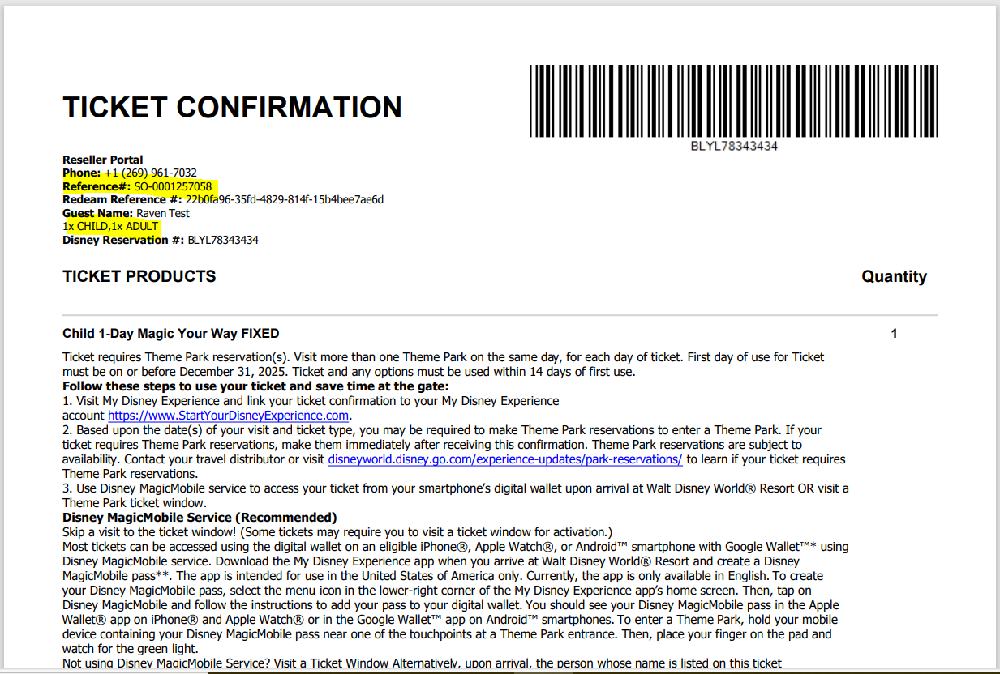 TICKET CONFIRMATION
BLYL78343434
Reseller Portal
Phone: +1 (269) 961-7032
Reference#: SO-0001257058
Redeam Reference #: 22b0fa96-35fd-4829-814f-15b4bee7ae6d
Guest Name: Raven Test
1x CHILD,1x ADULT
Disney Reservation #: BLYL78343434
TICKET PRODUCTS Quantity
Child 1-Day Magic Your Way FIXED 1
Ticket requires Theme Park reservation(s). Visit more than one Theme Park on the same day, for each day of ticket. First day of use for Ticket
must be on or before December 31, 2025. Ticket and any options must be used within 14 days of first use.
Follow these steps to use your ticket and save time at the gate:
1. Visit My Disney Experience and link your ticket confirmation to your My Disney Experience
account https://www.StartYourDisneyExperience.com.
2. Based upon the date(s) of your visit and ticket type, you may be required to make Theme Park reservations to enter a Theme Park. If your
ticket requires Theme Park reservations, make them immediately after receiving this confirmation. Theme Park reservations are subject to
availability. Contact your travel distributor or visit disneyworld.disney.go.com/experience-updates/park-reservations/ to learn if your ticket requires
Theme Park reservations.
3. Use Disney MagicMobile service to access your ticket from your smartphone's digital wallet upon arrival at Walt Disney World® Resort OR visit a
Theme Park ticket window.
Disney MagicMobile Service (Recommended)
Skip a visit to the ticket window! (Some tickets may require you to visit a ticket window for activation.)
Most tickets can be accessed using the digital wallet on an eligible iPhone®, Apple Watch®, or Android™ smartphone with Google Wallet™* using
Disney MagicMobile service. Download the My Disney Experience app when you arrive at Walt Disney World® Resort and create a Disney
MagicMobile pass**. The app is intended for use in the United States of America only. Currently, the app is only available in English. To create
your Disney MagicMobile pass, select the menu icon in the lower-right corner of the My Disney Experience app's home screen. Then, tap on
Disney MagicMobile and follow the instructions to add your pass to your digital wallet. You should see your Disney MagicMobile pass in the Apple
Wallet® app on iPhone® and Apple Watch® or in the Google Wallet™ app on Android™ smartphones. To enter a Theme Park, hold your mobile
device containing your Disney MagicMobile pass near one of the touchpoints at a Theme Park entrance. Then, place your finger on the pad and
watch for the green light.
Not using Disney MagicMobile Service? Visit a Ticket Window Alternatively, upon arrival, the person whose name is listed on this ticket